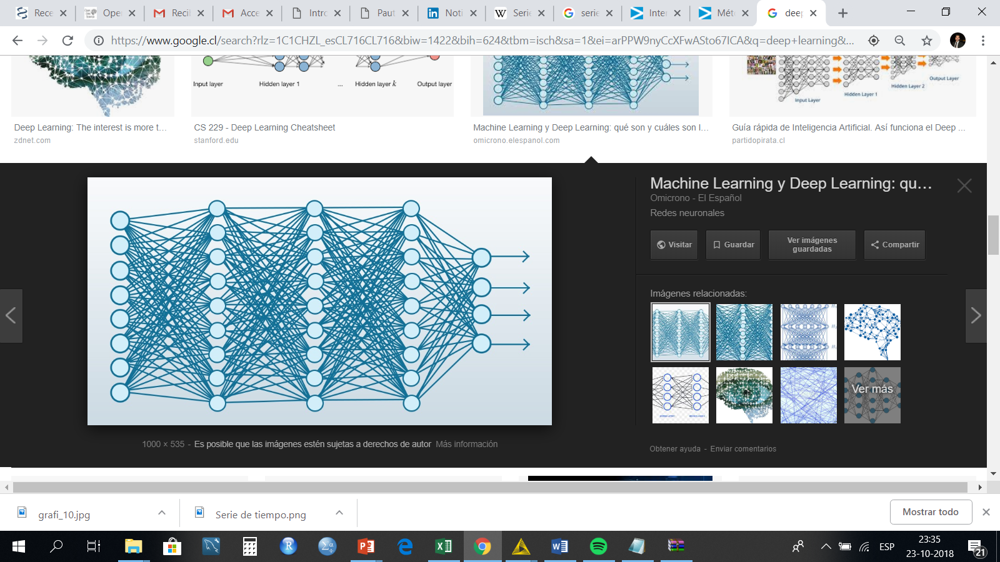 Rece
Oper
Recil
Acce
Intro
Paut
Noti
Serie
serie
Inter
Méto
deep
https://www.google.cl/search?rlz=1C1CHZL_esCL716CL716&biw=1422&bih=624&tbm=isch&sa=1&ei=arPPW9nyCcXFwASto67ICA&q=deep+learning&...
Input layer
Hidden layer 1
...
Hidden layer k
Output layer
Input Layer
Hidden Layer 1
Hidden Layer 2
Output Layer
Deep Learning: The interest is more t...
zdnet.com
CS 229 - Deep Learning Cheatsheet
stanford.edu
Machine Learning y Deep Learning: qué son y cuáles son l...
omicrono.elespanol.com
Guía rápida de Inteligencia Artificial. Así funciona el Deep ...
partidopirata.cl
Machine Learning y Deep Learning: qu...
Omicrono - El Español
Redes neuronales
Visitar
Guardar
Ver imágenes
guardadas
Compartir
Imágenes relacionadas:
Ver más
1000 × 535 - Es posible que las imágenes estén sujetas a derechos de autor Más información
Obtener ayuda - Enviar comentarios
grafi_10.jpg
Serie de tiempo.png
Mostrar todo
ESP
23:35
23-10-2018
21